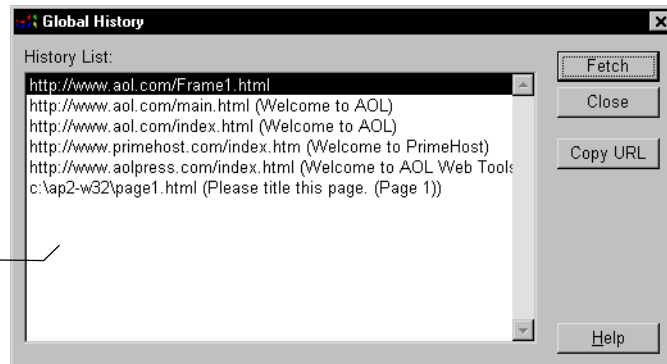 Global History
History List:
http://www.aol.com/Frame1.html
http://www.aol.com/main.html (Welcome to AOL)
http://www.aol.com/index.html (Welcome to AOL)
http://www.primehost.com/index.htm (Welcome to PrimeHost)
http://www.aolpress.com/index.html (Welcome to AOL Web Tools
c:\ap2-w32\page1.html (Please title this page. (Page 1))
Fetch
Close
Copy URL
Help